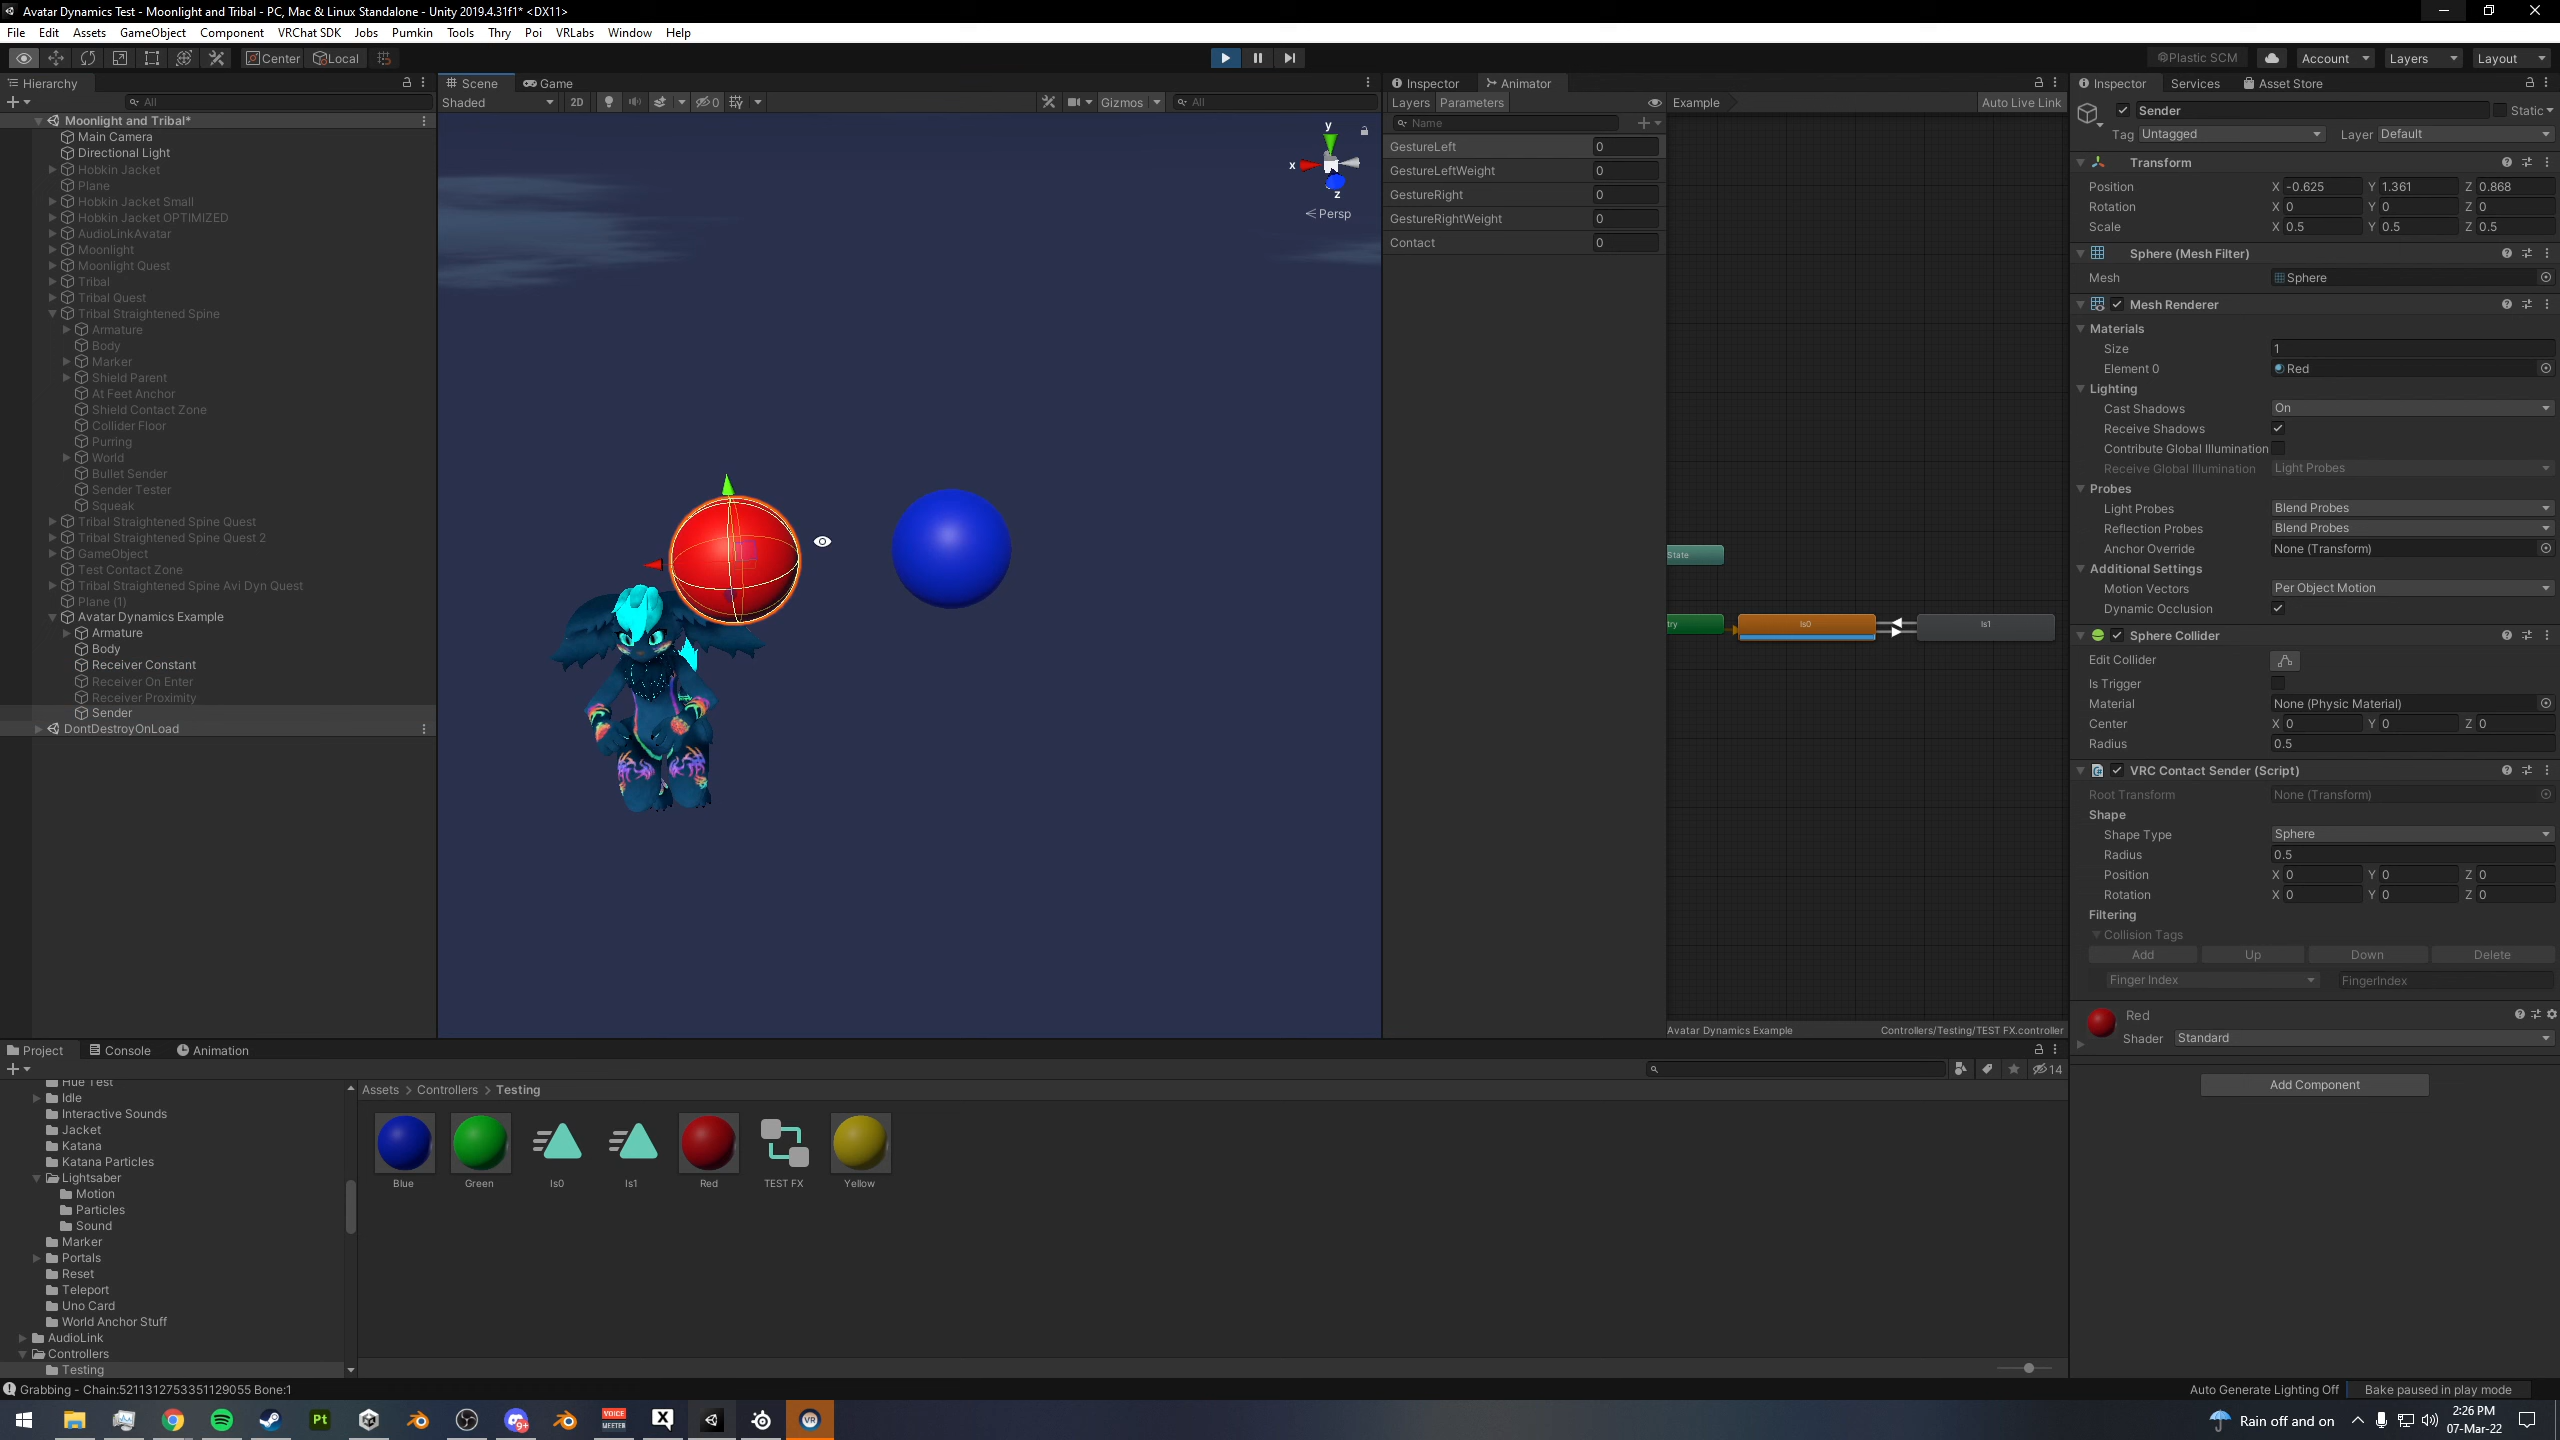 Avatar Dynamics Test - Moonlight and Tribal - PC, Mac & Linux Standalone - Unity 2019.4.31f1* <DX11>
File Edit Assets GameObject Component VRChat SDK Jobs Pumkin Tools Thry Poi VRLabs Window Help
Center Local Plastic SCM Account Layers Layout
Hierarchy
All
Moonlight and Tribal*
Main Camera
Directional Light
Hobkin Jacket
Plane
Hobkin Jacket Small
Hobkin Jacket OPTIMIZED
AudioLinkAvatar
Moonlight
Moonlight Quest
Tribal
Tribal Quest
Tribal Straightened Spine
Armature
Body
Marker
Shield Parent
At Feet Anchor
Shield Contact Zone
Collider Floor
Purring
World
Bullet Sender
Sender Tester
Squeak
Tribal Straightened Spine Quest
Tribal Straightened Spine Quest 2
GameObject
Test Contact Zone
Tribal Straightened Spine Avi Dyn Quest
Plane (1)
Avatar Dynamics Example
Armature
Body
Receiver Constant
Receiver On Enter
Receiver Proximity
Sender
DontDestroyOnLoad
Scene Game
Shaded 2D 0 Gizmos All
y
x
z
Persp
Inspector Animator
Layers Parameters Example Auto Live Link
Name
GestureLeft 0
GestureLeftWeight 0
GestureRight 0
GestureRightWeight 0
Contact 0
State
try Is0 Is1
Avatar Dynamics Example Controllers/Testing/TEST FX.controller
Inspector Services Asset Store
Sender Static
Tag Untagged Layer Default
Transform
Position X -0.625 Y 1.361 Z 0.868
Rotation X 0 Y 0 Z 0
Scale X 0.5 Y 0.5 Z 0.5
Sphere (Mesh Filter)
Mesh Sphere
Mesh Renderer
Materials
Size 1
Element 0 Red
Lighting
Cast Shadows On
Receive Shadows
Contribute Global Illumination
Receive Global Illumination Light Probes
Probes
Light Probes Blend Probes
Reflection Probes Blend Probes
Anchor Override None (Transform)
Additional Settings
Motion Vectors Per Object Motion
Dynamic Occlusion
Sphere Collider
Edit Collider
Is Trigger
Material None (Physic Material)
Center X 0 Y 0 Z 0
Radius 0.5
VRC Contact Sender (Script)
Root Transform None (Transform)
Shape
Shape Type Sphere
Radius 0.5
Position X 0 Y 0 Z 0
Rotation X 0 Y 0 Z 0
Filtering
Collision Tags
Add Up Down Delete
Finger Index FingerIndex
Red
Shader Standard
Add Component
Project Console Animation
14
Hue Test
Idle
Interactive Sounds
Jacket
Katana
Katana Particles
Lightsaber
Motion
Particles
Sound
Marker
Portals
Reset
Teleport
Uno Card
World Anchor Stuff
AudioLink
Controllers
Testing
Assets > Controllers > Testing
Blue Green Is0 Is1 Red TEST FX Yellow
Grabbing - Chain:5211312753351129055 Bone:1
Auto Generate Lighting Off Bake paused in play mode
Pt 9+ VOICE MEETER X VR
Rain off and on
2:26 PM
07-Mar-22